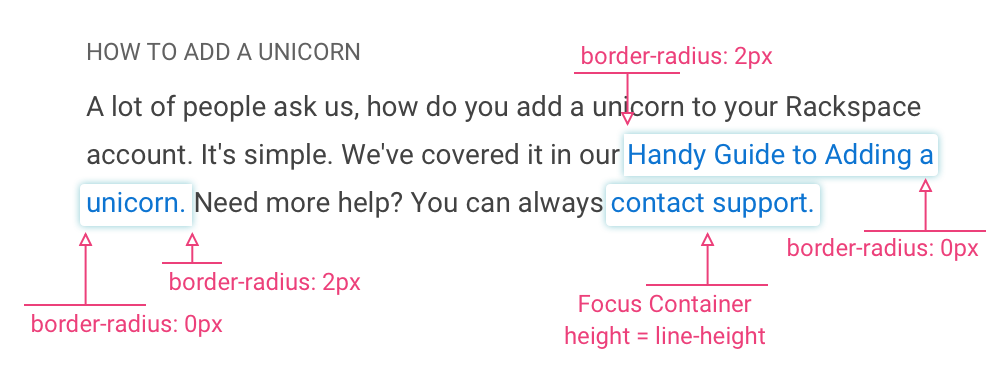 HOW TO ADD A UNICORN
border-radius: 2px
A lot of people ask us, how do you add a unicorn to your Rackspace
account. It's simple. We've covered it in our Handy Guide to Adding a
unicorn. Need more help? You can always contact support.
border-radius: 0px
border-radius: 2px
Focus Container
border-radius: 0px
height = line-height